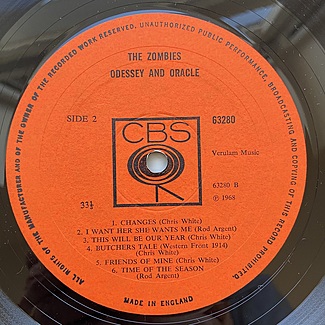 ALL RIGHTS OF THE MANUFACTURER AND OF THE OWNER OF THE RECORDED WORK RESERVED. UNAUTHORIZED PUBLIC PERFORMANCE, BROADCASTING AND COPYING OF THIS RECORD PROHIBITED.
THE ZOMBIES
ODESSEY AND ORACLE
SIDE 2
63280
CBS
Verulam Music
63280 B
33⅓
℗ 1968
1. CHANGES (Chris White)
2. I WANT HER SHE WANTS ME (Rod Argent)
3. THIS WILL BE OUR YEAR (Chris White)
4. BUTCHERS TALE (Western Front 1914)
(Chris White)
5. FRIENDS OF MINE (Chris White)
6. TIME OF THE SEASON (Rod Argent)
MADE IN ENGLAND